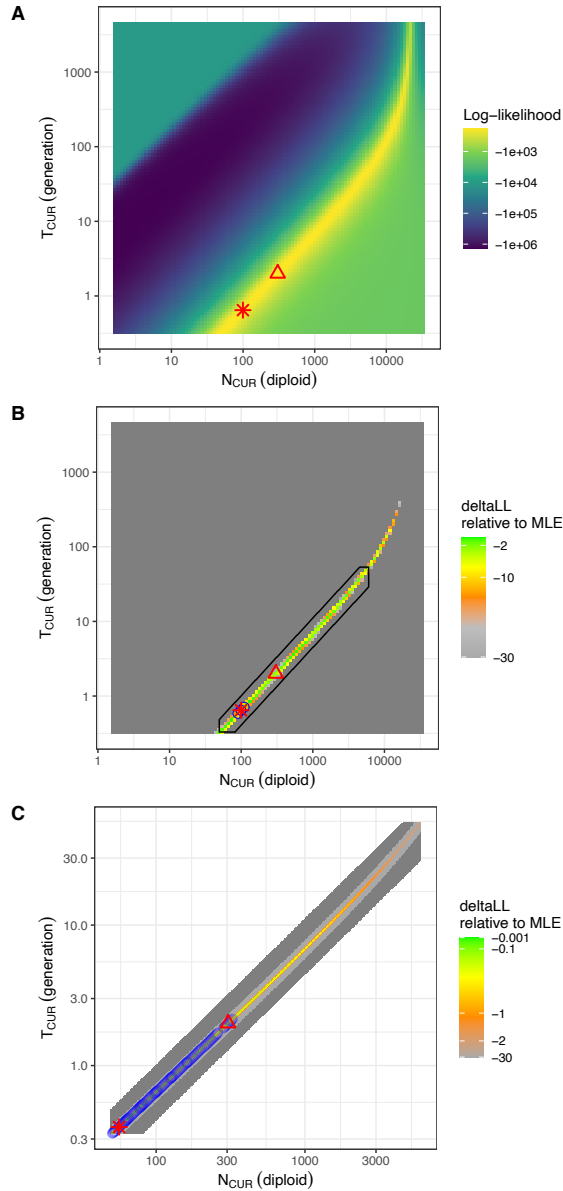 A
1000
100
10
1
T_CUR (generation)
1
10
100
1000
10000
N_CUR (diploid)
Log−likelihood
−1e+03
−1e+04
−1e+05
−1e+06
B
1000
100
10
1
T_CUR (generation)
1
10
100
1000
10000
N_CUR (diploid)
deltaLL
relative to MLE
−2
−10
−30
C
30.0
10.0
3.0
1.0
0.3
T_CUR (generation)
100
300
1000
3000
N_CUR (diploid)
deltaLL
relative to MLE
−0.001
−0.1
−1
−2
−30